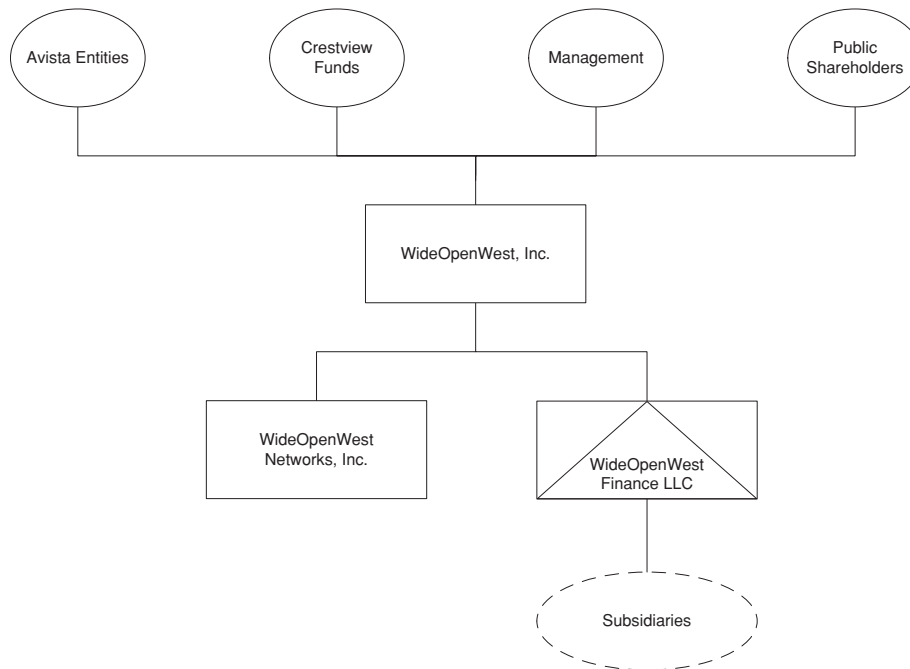 Avista Entities
Crestview
Funds
Management
Public
Shareholders
WideOpenWest, Inc.
WideOpenWest
Networks, Inc.
WideOpenWest
Finance LLC
Subsidiaries